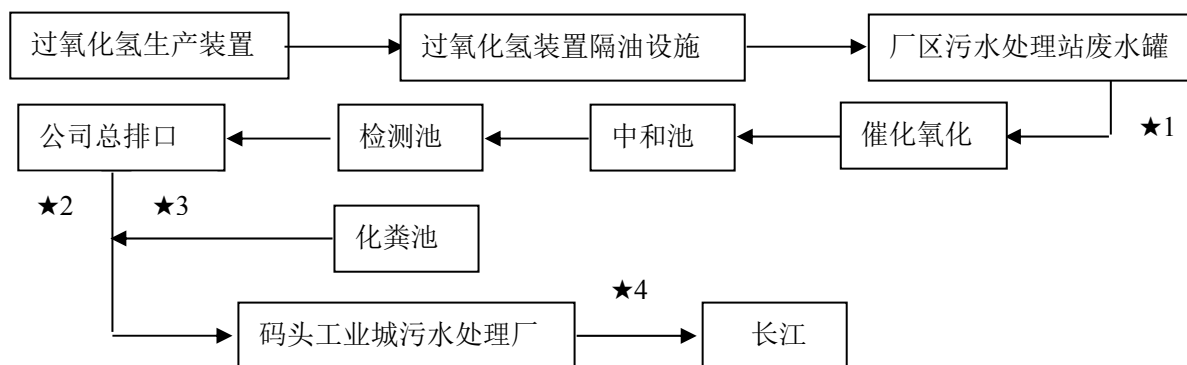 过氧化氢生产装置
过氧化氢装置隔油设施
厂区污水处理站废水罐
公司总排口
检测池
中和池
催化氧化
★1
★2
★3
化粪池
★4
码头工业城污水处理厂
长江